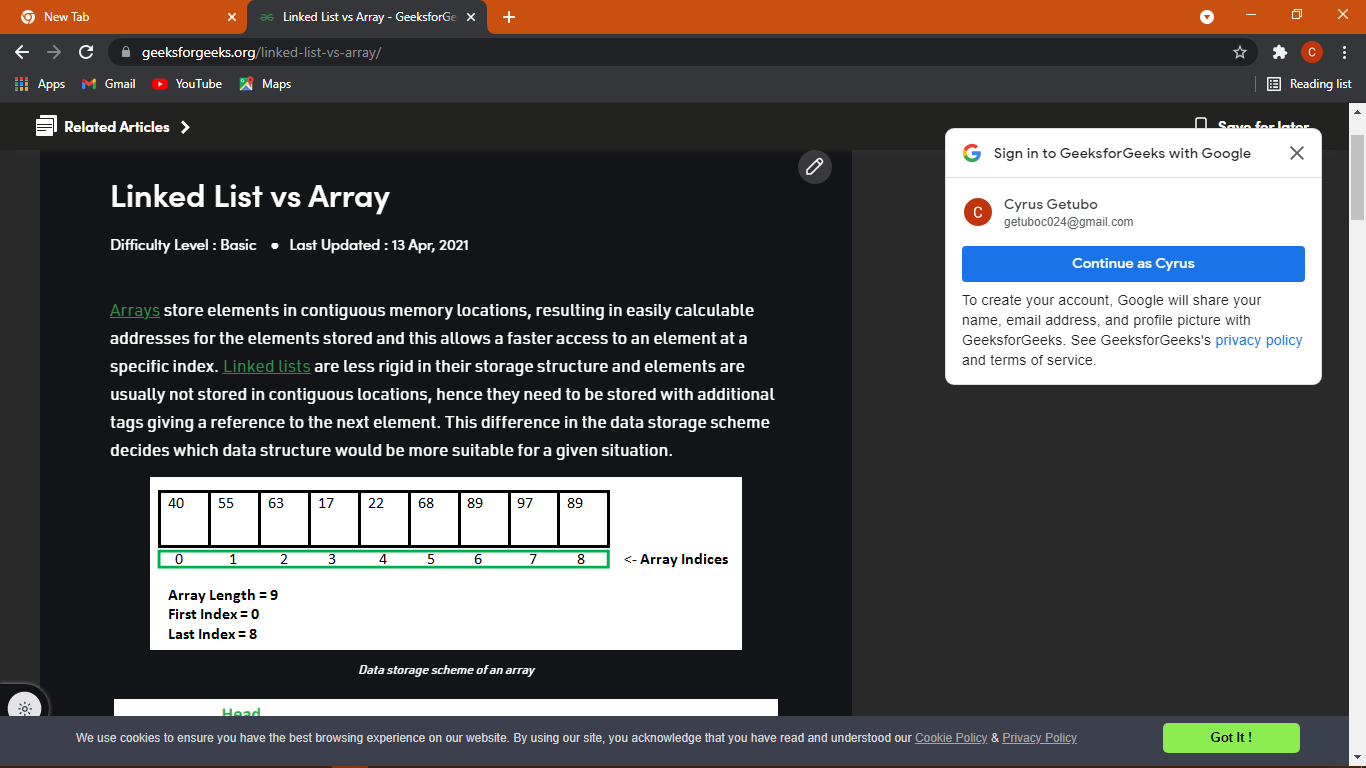 New Tab
Linked List vs Array - GeeksforGe
geeksforgeeks.org/linked-list-vs-array/
C
Apps
Gmail
YouTube
Maps
Reading list
Related Articles
Save for later
Linked List vs Array
Difficulty Level : Basic ● Last Updated : 13 Apr, 2021
Arrays store elements in contiguous memory locations, resulting in easily calculable
addresses for the elements stored and this allows a faster access to an element at a
specific index. Linked lists are less rigid in their storage structure and elements are
usually not stored in contiguous locations, hence they need to be stored with additional
tags giving a reference to the next element. This difference in the data storage scheme
decides which data structure would be more suitable for a given situation.
40 55 63 17 22 68 89 97 89
0 1 2 3 4 5 6 7 8 <- Array Indices
Array Length = 9
First Index = 0
Last Index = 8
Data storage scheme of an array
Head
Sign in to GeeksforGeeks with Google
C
Cyrus Getubo
getuboc024@gmail.com
Continue as Cyrus
To create your account, Google will share your
name, email address, and profile picture with
GeeksforGeeks. See GeeksforGeeks's privacy policy
and terms of service.
We use cookies to ensure you have the best browsing experience on our website. By using our site, you acknowledge that you have read and understood our Cookie Policy & Privacy Policy
Got It !